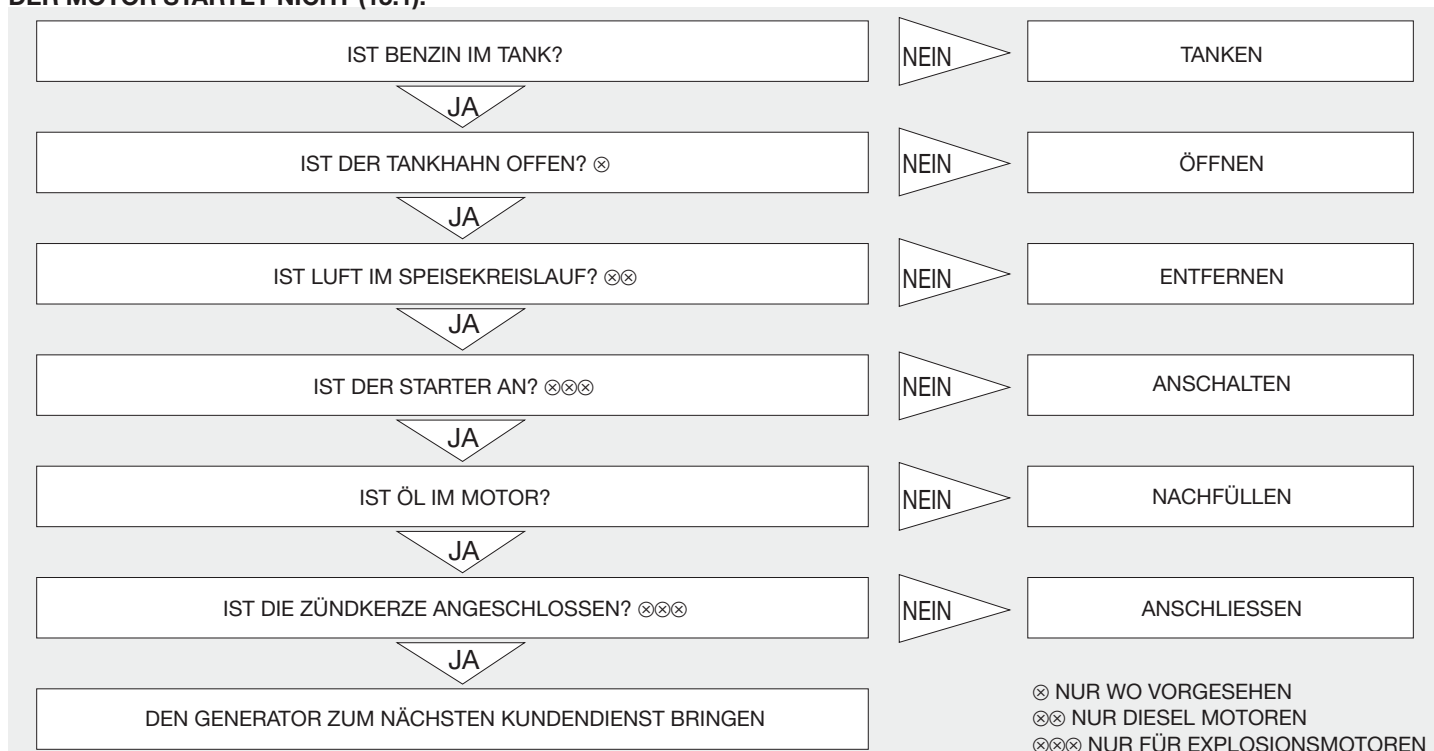 DER MOTOR STARTET NICHT (16.1).
IST BENZIN IM TANK?
NEIN
TANKEN
JA
IST DER TANKHAHN OFFEN? ⊗
NEIN
ÖFFNEN
JA
IST LUFT IM SPEISEKREISLAUF? ⊗⊗
NEIN
ENTFERNEN
JA
IST DER STARTER AN? ⊗⊗⊗
NEIN
ANSCHALTEN
JA
IST ÖL IM MOTOR?
NEIN
NACHFÜLLEN
JA
IST DIE ZÜNDKERZE ANGESCHLOSSEN? ⊗⊗⊗
NEIN
ANSCHLIESSEN
JA
DEN GENERATOR ZUM NÄCHSTEN KUNDENDIENST BRINGEN
⊗ NUR WO VORGESEHEN
⊗⊗ NUR DIESEL MOTOREN
⊗⊗⊗ NUR FÜR EXPLOSIONSMOTOREN